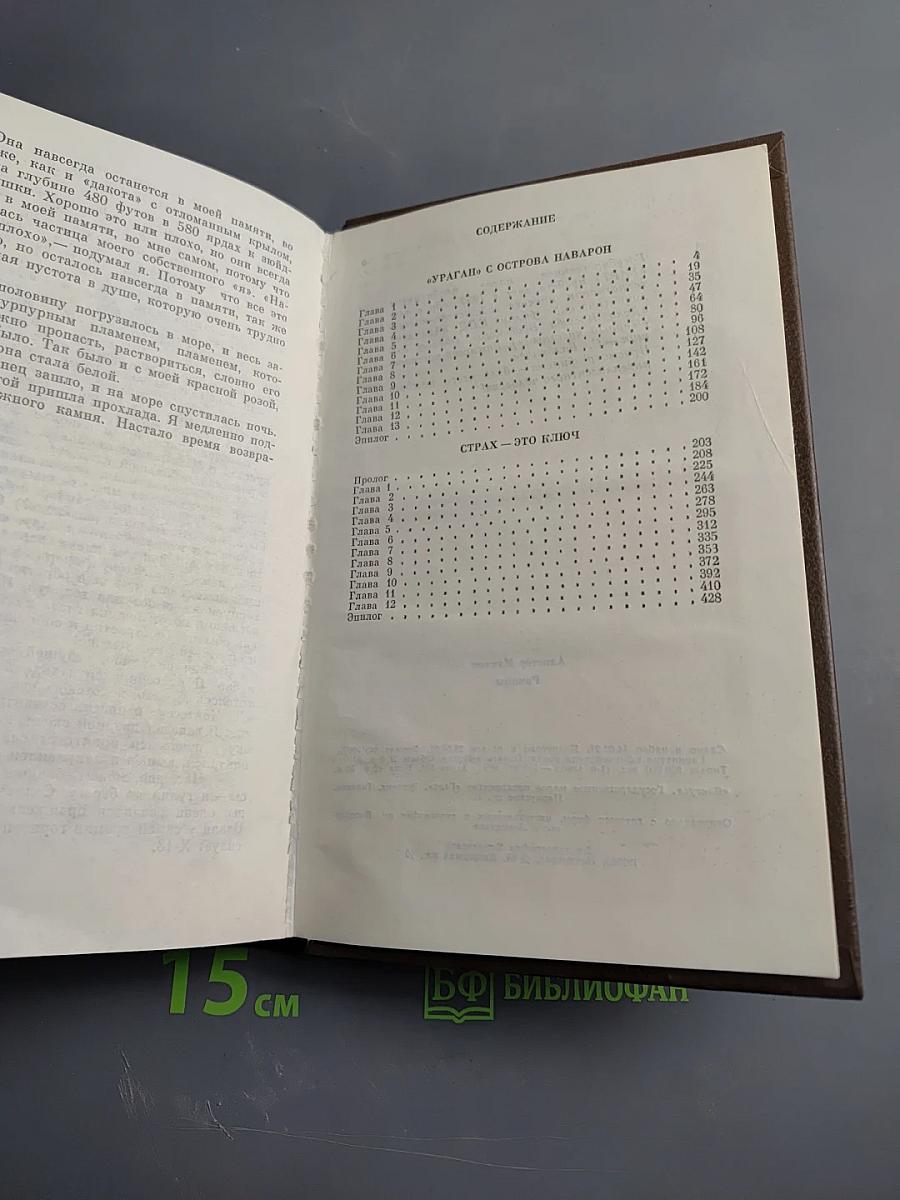 Она навсегда останется в моей памяти, во
же, как и «дакота» с отломанным крылом,
на глубине 480 футов в 580 ярдах к зюйд-
ушки. Хорошо это или плохо, но они всегда
в моей памяти, во мне самом, потому что
лась частица моего собственного «я». «На-
плохо»,— подумал я. Потому что все это
о, но осталось навсегда в памяти, так же
кая пустота в душе, которую очень трудно
половину погрузилось в море, и весь за-
урпурным пламенем, пламенем, кото-
жно пропасть, раствориться, словно его
было. Так было и с моей красной розой,
она стала белой.
нец зашло, и на море спустилась ночь.
той пришла прохлада. Я медленно под-
жного камня. Настало время возвра-
СОДЕРЖАНИЕ
«УРАГАН» С ОСТРОВА НАВАРОН
Глава 1 . . . 4
Глава 2 . . . 19
Глава 3 . . . 35
Глава 4 . . . 47
Глава 5 . . . 64
Глава 6 . . . 80
Глава 7 . . . 96
Глава 8 . . . 108
Глава 9 . . . 127
Глава 10 . . . 142
Глава 11 . . . 161
Глава 12 . . . 172
Глава 13 . . . 184
Эпилог . . . 200
СТРАХ — ЭТО КЛЮЧ
Пролог . . . 203
Глава 1 . . . 208
Глава 2 . . . 225
Глава 3 . . . 244
Глава 4 . . . 263
Глава 5 . . . 278
Глава 6 . . . 295
Глава 7 . . . 312
Глава 8 . . . 335
Глава 9 . . . 353
Глава 10 . . . 372
Глава 11 . . . 392
Глава 12 . . . 410
Эпилог . . . 428
15 см
БФ БИБЛИОФАН